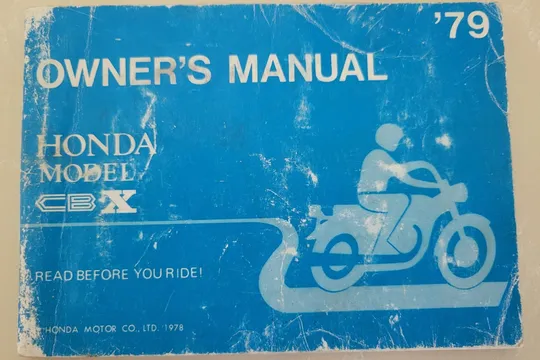 '79
OWNER'S MANUAL
HONDA
MODEL
CBX
READ BEFORE YOU RIDE!
HONDA MOTOR CO., LTD. 1978